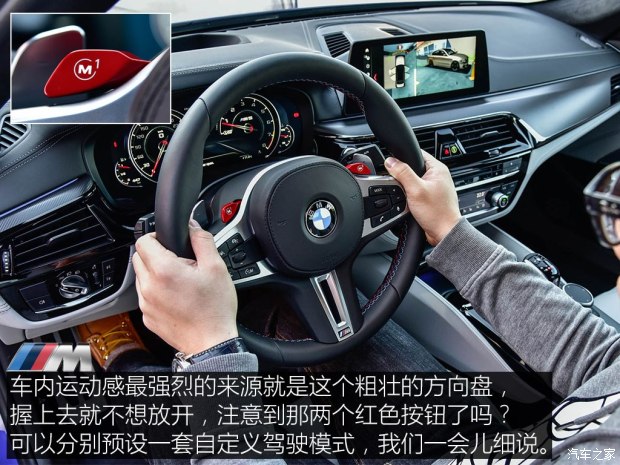 M1
MODE
M
车内运动感最强烈的来源就是这个粗壮的方向盘，
握上去就不想放开，注意到那两个红色按钮了吗？
可以分别预设一套自定义驾驶模式，我们一会儿细说。
汽车之家